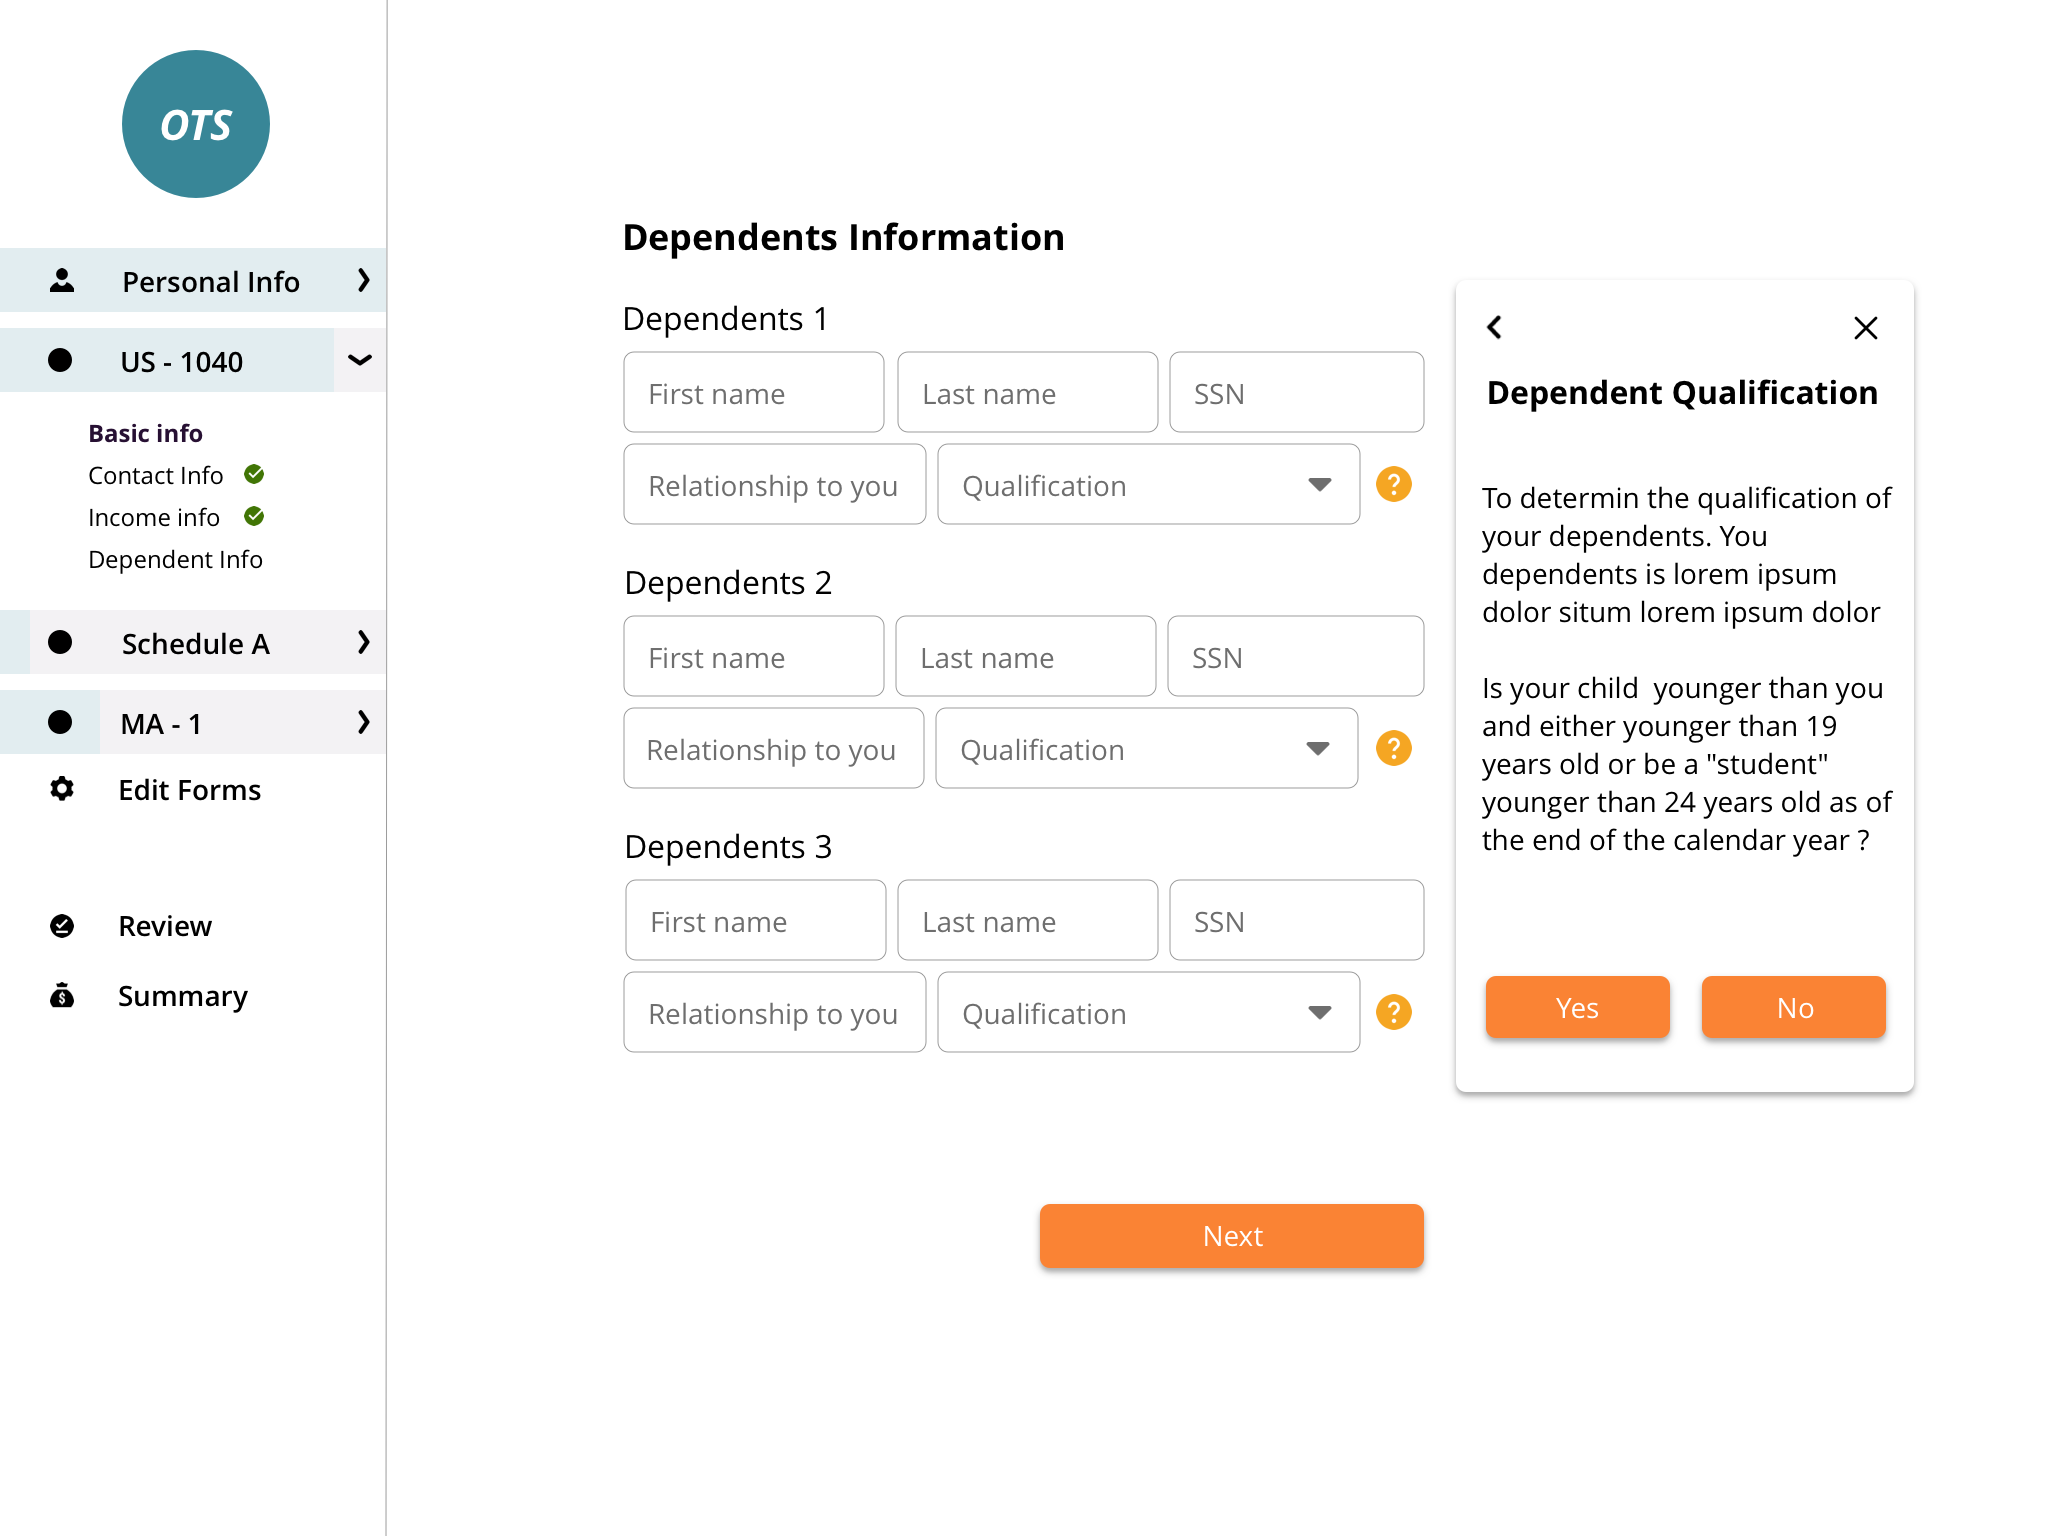 OTS
Personal Info
US - 1040
Basic info
Contact Info
Income info
Dependent Info
Schedule A
MA - 1
Edit Forms
Review
Summary
Dependents Information
Dependents 1
First name
Last name
SSN
Relationship to you
Qualification
?
Dependents 2
First name
Last name
SSN
Relationship to you
Qualification
?
Dependents 3
First name
Last name
SSN
Relationship to you
Qualification
?
Next
Dependent Qualification
To determin the qualification of
your dependents. You
dependents is lorem ipsum
dolor situm lorem ipsum dolor
Is your child  younger than you
and either younger than 19
years old or be a "student"
younger than 24 years old as of
the end of the calendar year ?
Yes
No